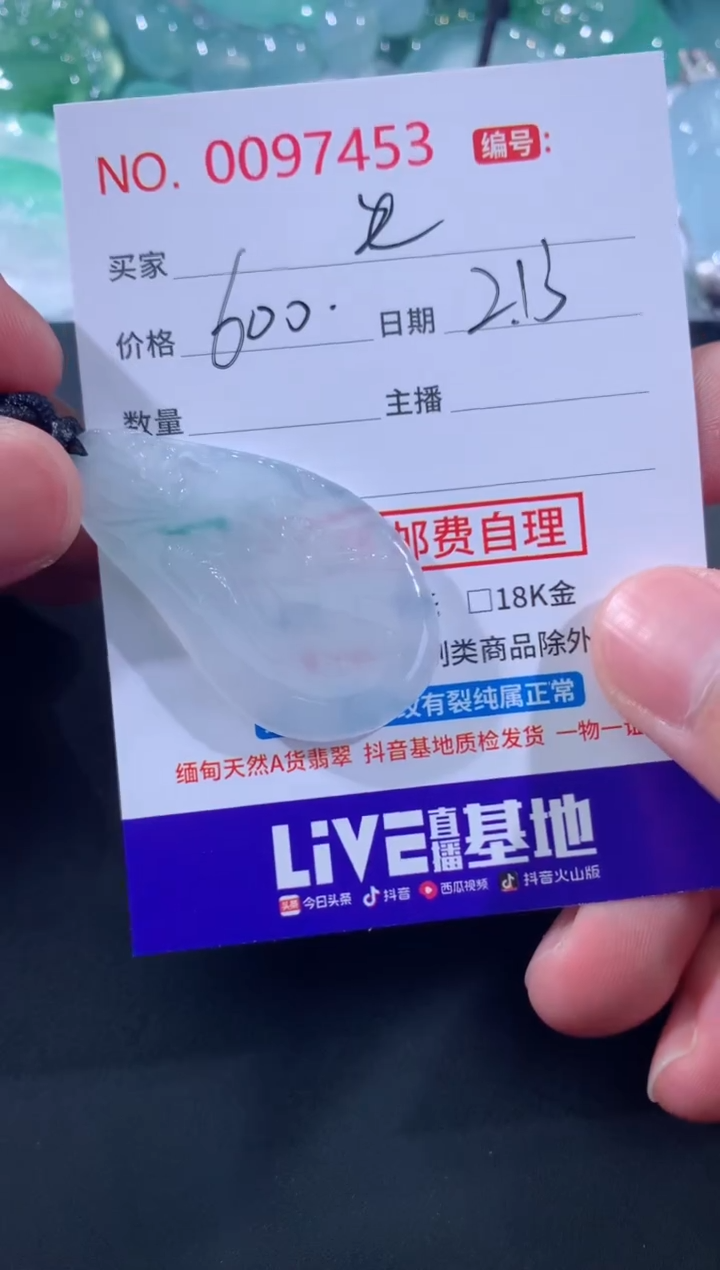 NO. 0097453 编号:
买家
价格 600. 日期 2.13
数量 主播
邮费自理
□18K金
类商品除外
有裂纯属正常
缅甸天然A货翡翠 抖音基地质检发货 一物一证
LiVE直播基地
头条 今日头条 抖音 西瓜视频 抖音火山版